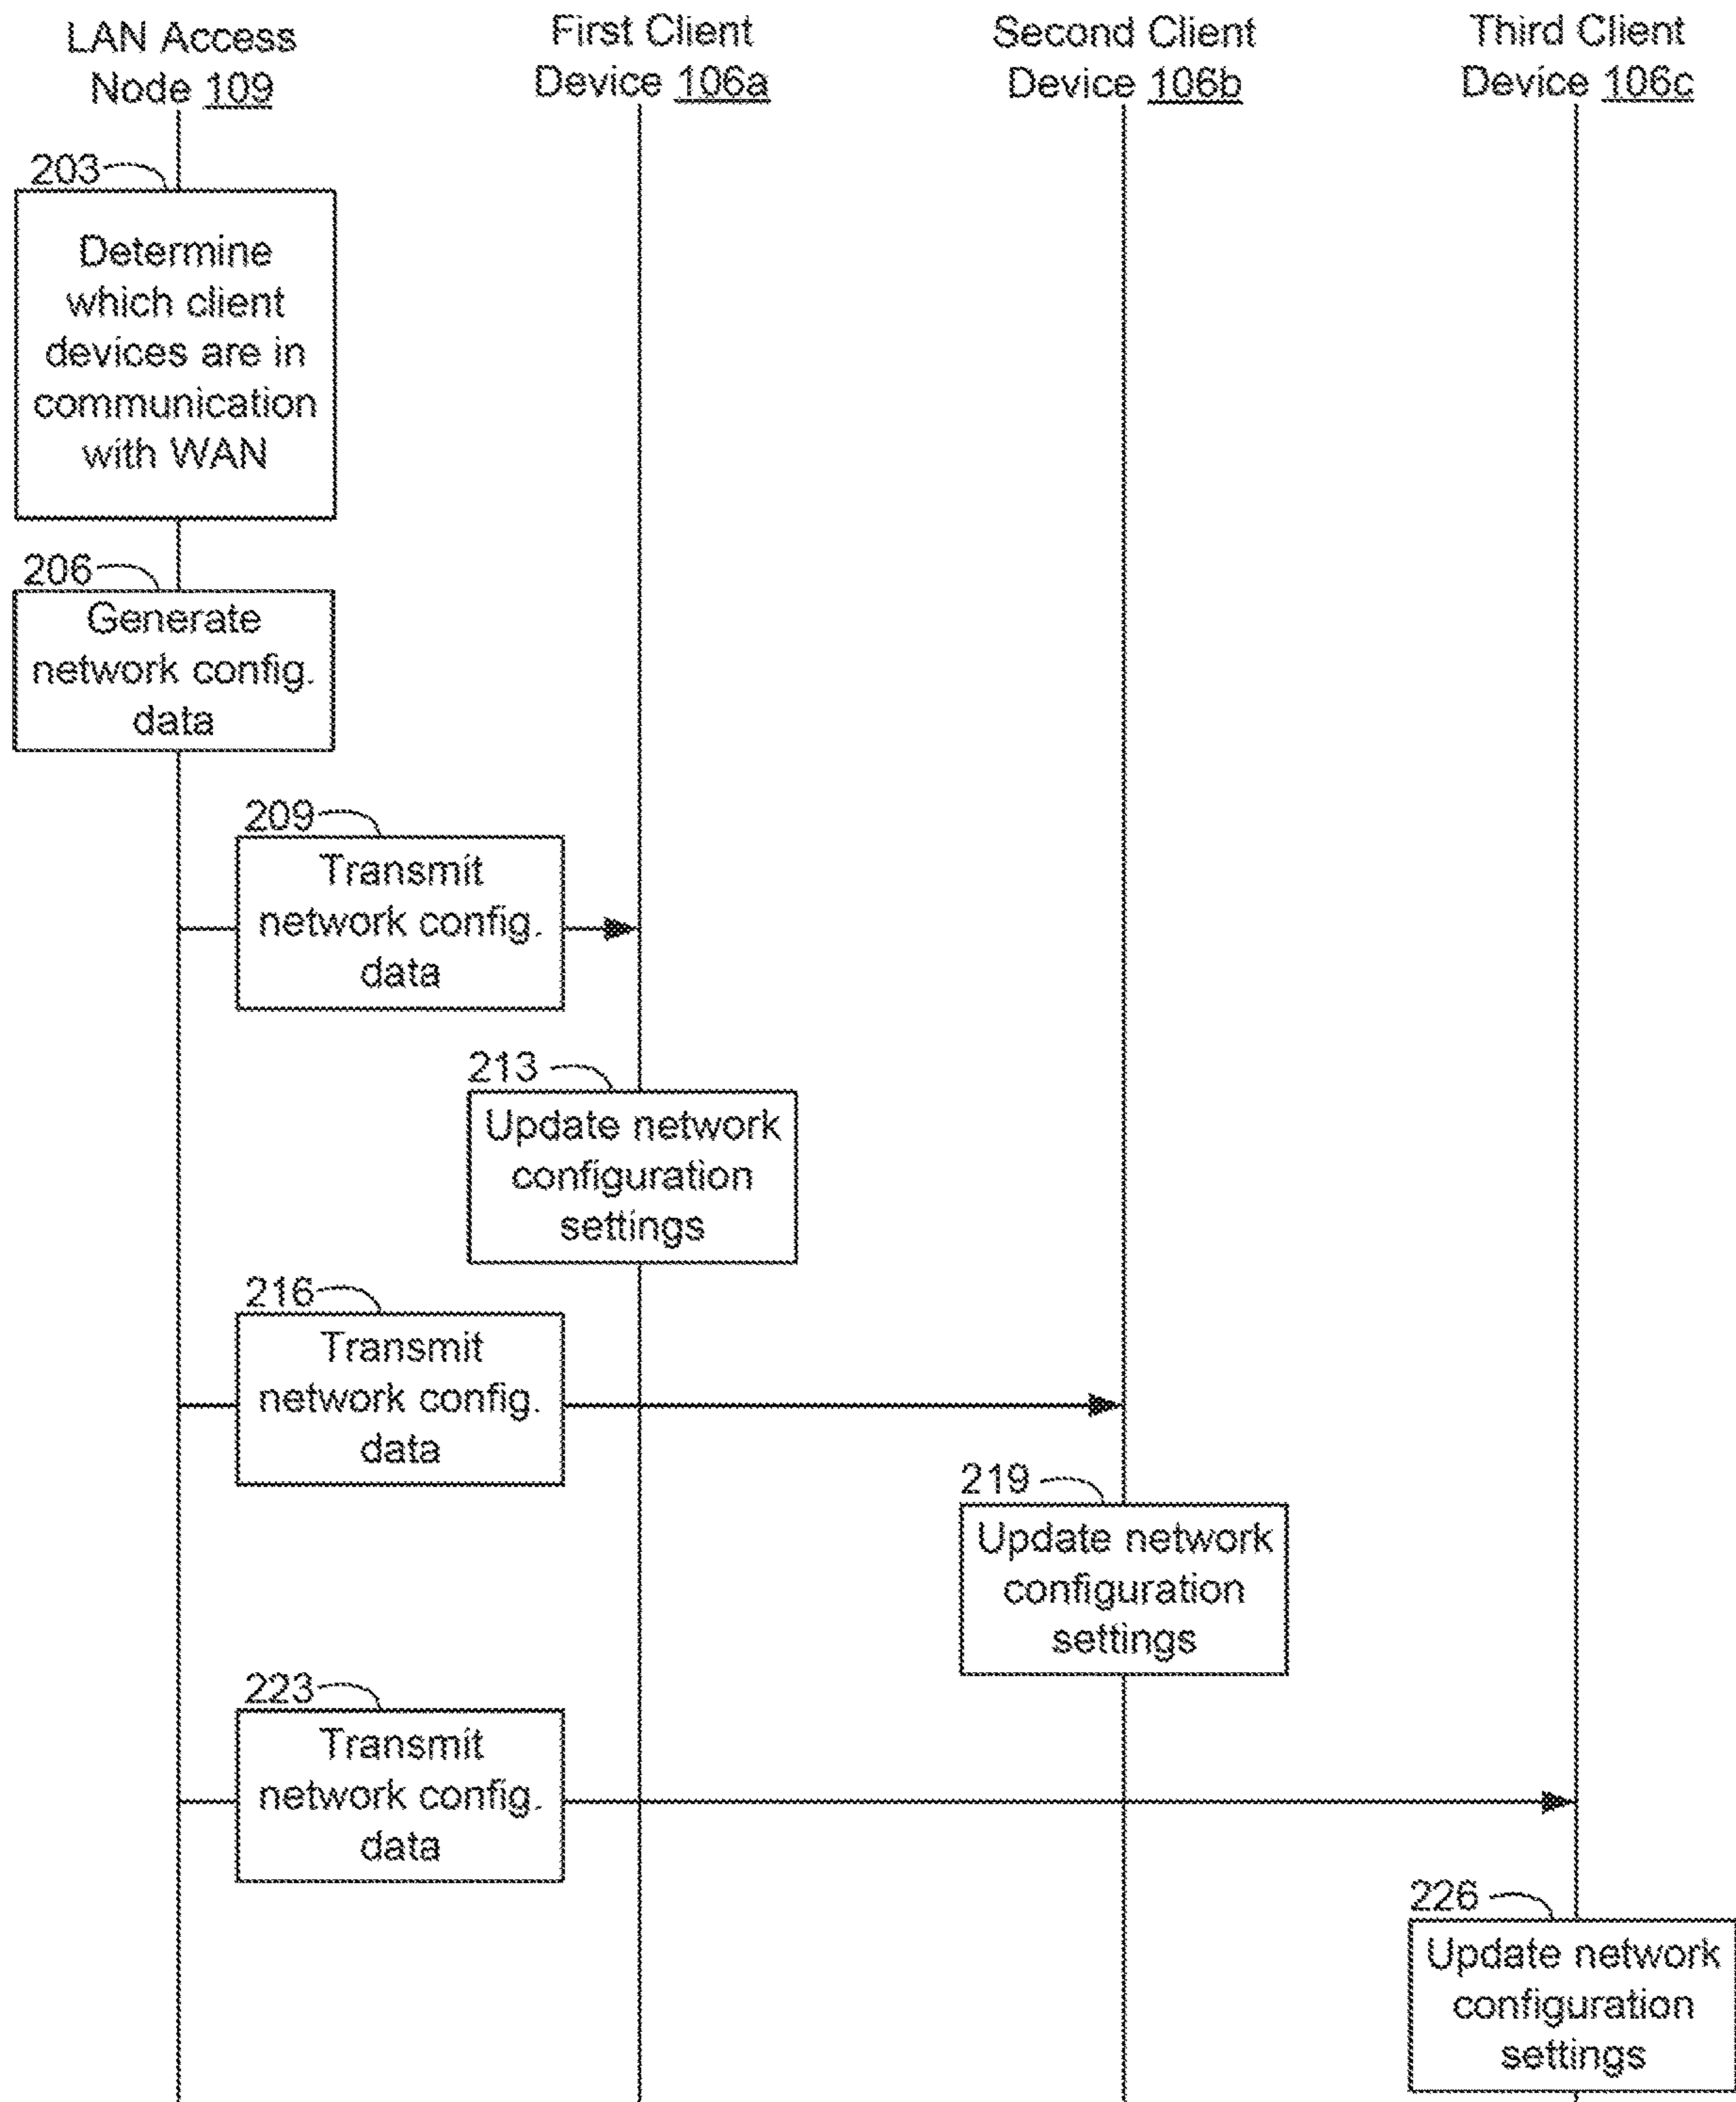 LAN Access
Node 109
First Client
Device 106a
Second Client
Device 106b
Third Client
Device 106c
203
Determine
which client
devices are in
communication
with WAN
206
Generate
network config.
data
209
Transmit
network config.
data
213
Update network
configuration
settings
216
Transmit
network config.
data
219
Update network
configuration
settings
223
Transmit
network config.
data
226
Update network
configuration
settings